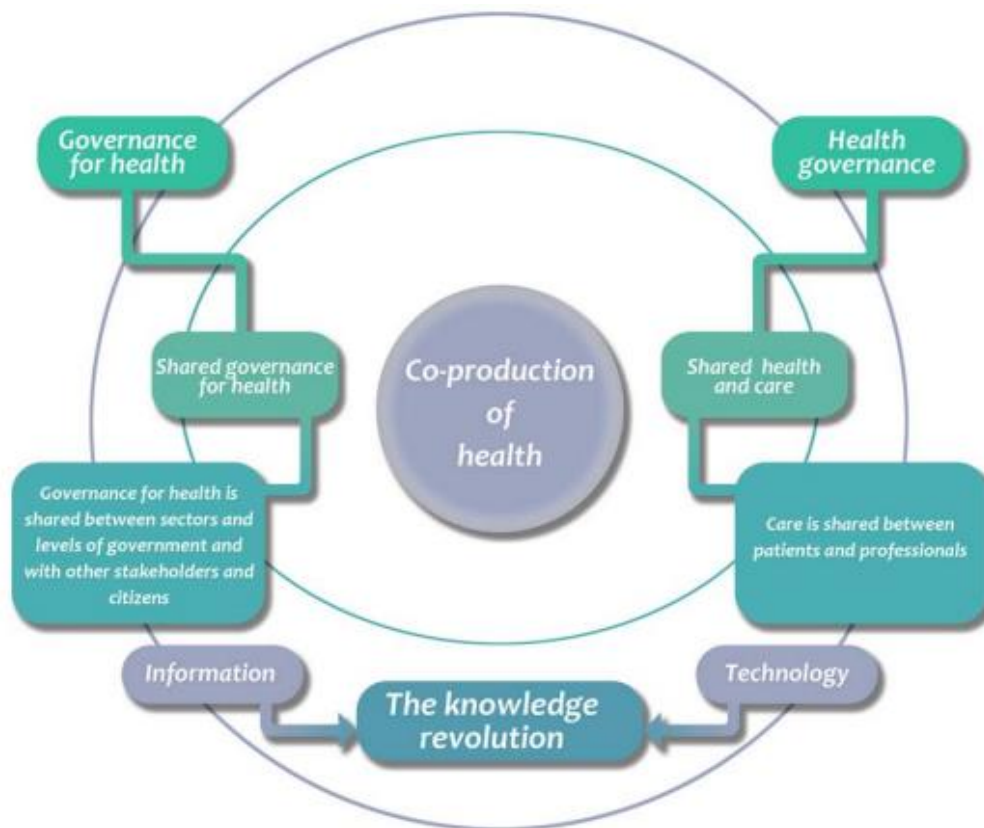 Governance
for health
Health
governance
Shared governance
for health
Co-production
of
health
Shared health
and care
Governance for health is
shared between sectors and
levels of government and
with other stakeholders and
citizens
Care is shared between
patients and professionals
Information
Technology
The knowledge
revolution